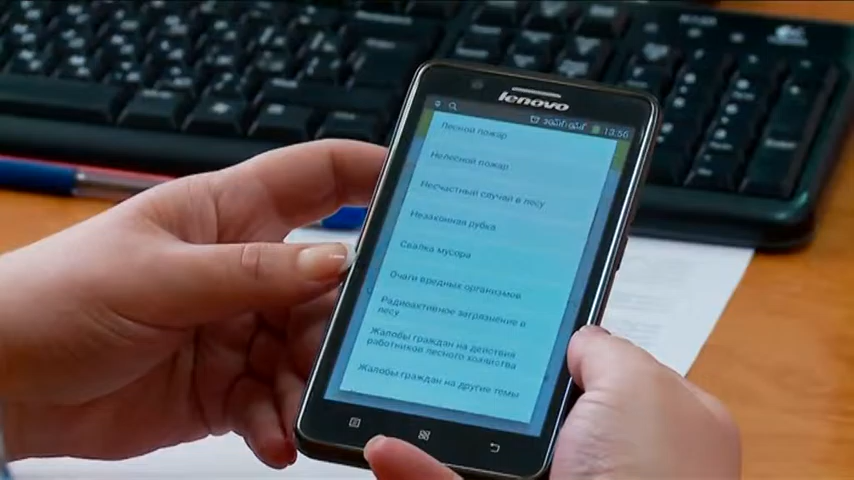 lenovo
13:56
Лесной пожар
Нелесной пожар
Несчастный случай в лесу
Незаконная рубка
Свалка мусора
Очаги вредных организмов
Радиоактивное загрязнение в
лесу
Жалобы граждан на действия
работников лесного хозяйства
Жалобы граждан на другие темы